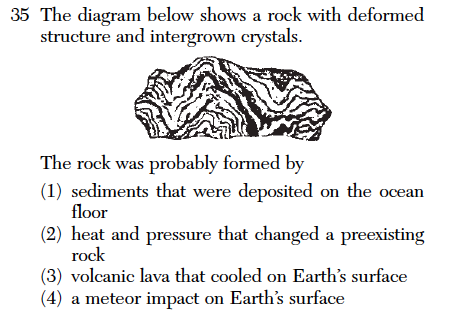 35 The diagram below shows a rock with deformed
structure and intergrown crystals.
The rock was probably formed by
(1) sediments that were deposited on the ocean
floor
(2) heat and pressure that changed a preexisting
rock
(3) volcanic lava that cooled on Earth’s surface
(4) a meteor impact on Earth’s surface